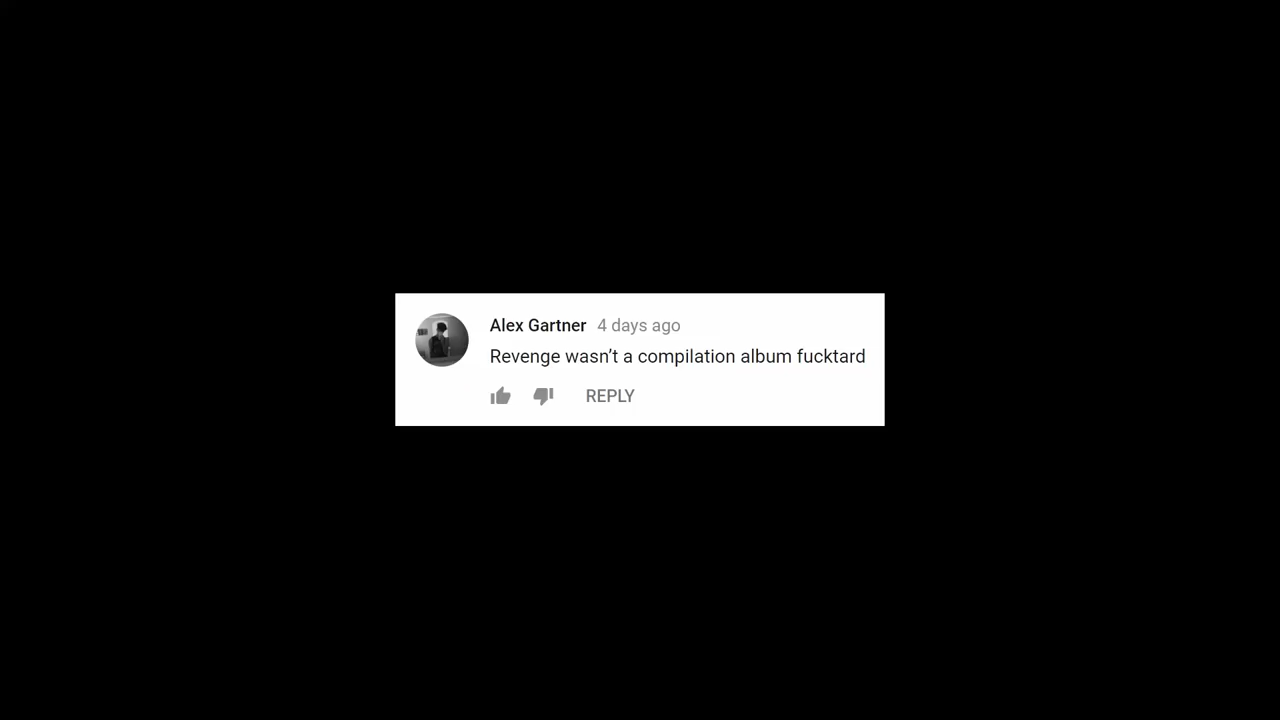 Alex Gartner 4 days ago
Revenge wasn't a compilation album fucktard
REPLY